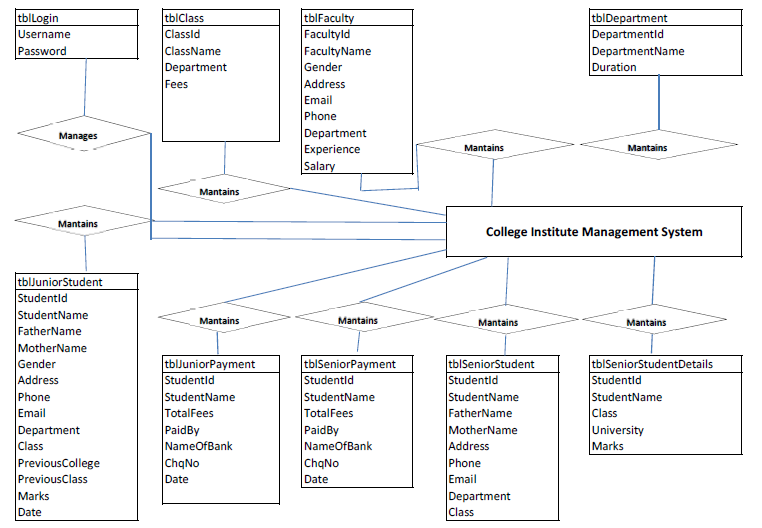 tblLogin
Username
Password
tblClass
ClassId
ClassName
Department
Fees
tblFaculty
FacultyId
FacultyName
Gender
Address
Email
Phone
Department
Experience
Salary
tblDepartment
DepartmentId
DepartmentName
Duration
Manages
Mantains
Mantains
Mantains
Mantains
College Institute Management System
Mantains
Mantains
Mantains
Mantains
tblJuniorStudent
StudentId
StudentName
FatherName
MotherName
Gender
Address
Phone
Email
Department
Class
PreviousCollege
PreviousClass
Marks
Date
tblJuniorPayment
StudentId
StudentName
TotalFees
PaidBy
NameOfBank
ChqNo
Date
tblSeniorPayment
StudentId
StudentName
TotalFees
PaidBy
NameOfBank
ChqNo
Date
tblSeniorStudent
StudentId
StudentName
FatherName
MotherName
Address
Phone
Email
Department
Class
tblSeniorStudentDetails
StudentId
StudentName
Class
University
Marks